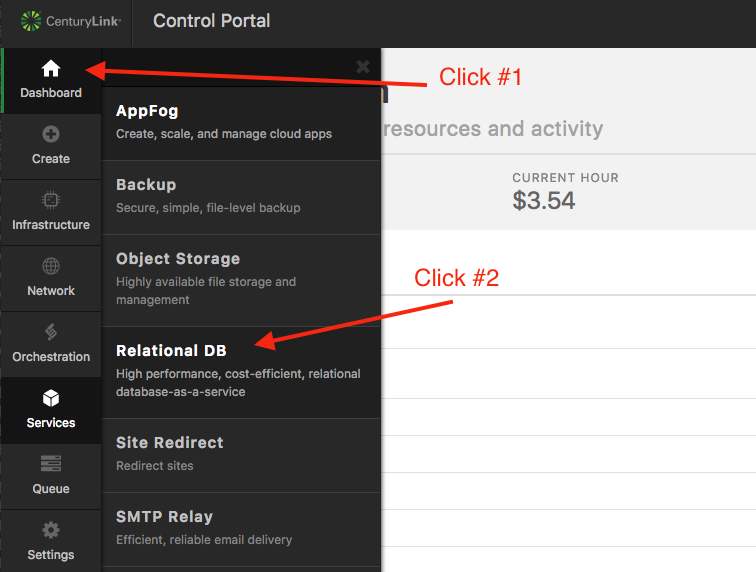 CenturyLink
Control Portal
Dashboard
Click #1
AppFog
Create, scale, and manage cloud apps
resources and activity
Create
Backup
Secure, simple, file-level backup
CURRENT HOUR
$3.54
Infrastructure
Object Storage
Highly available file storage and
management
Click #2
Network
Relational DB
High performance, cost-efficient, relational
database-as-a-service
Orchestration
Services
Site Redirect
Redirect sites
Queue
SMTP Relay
Efficient, reliable email delivery
Settings